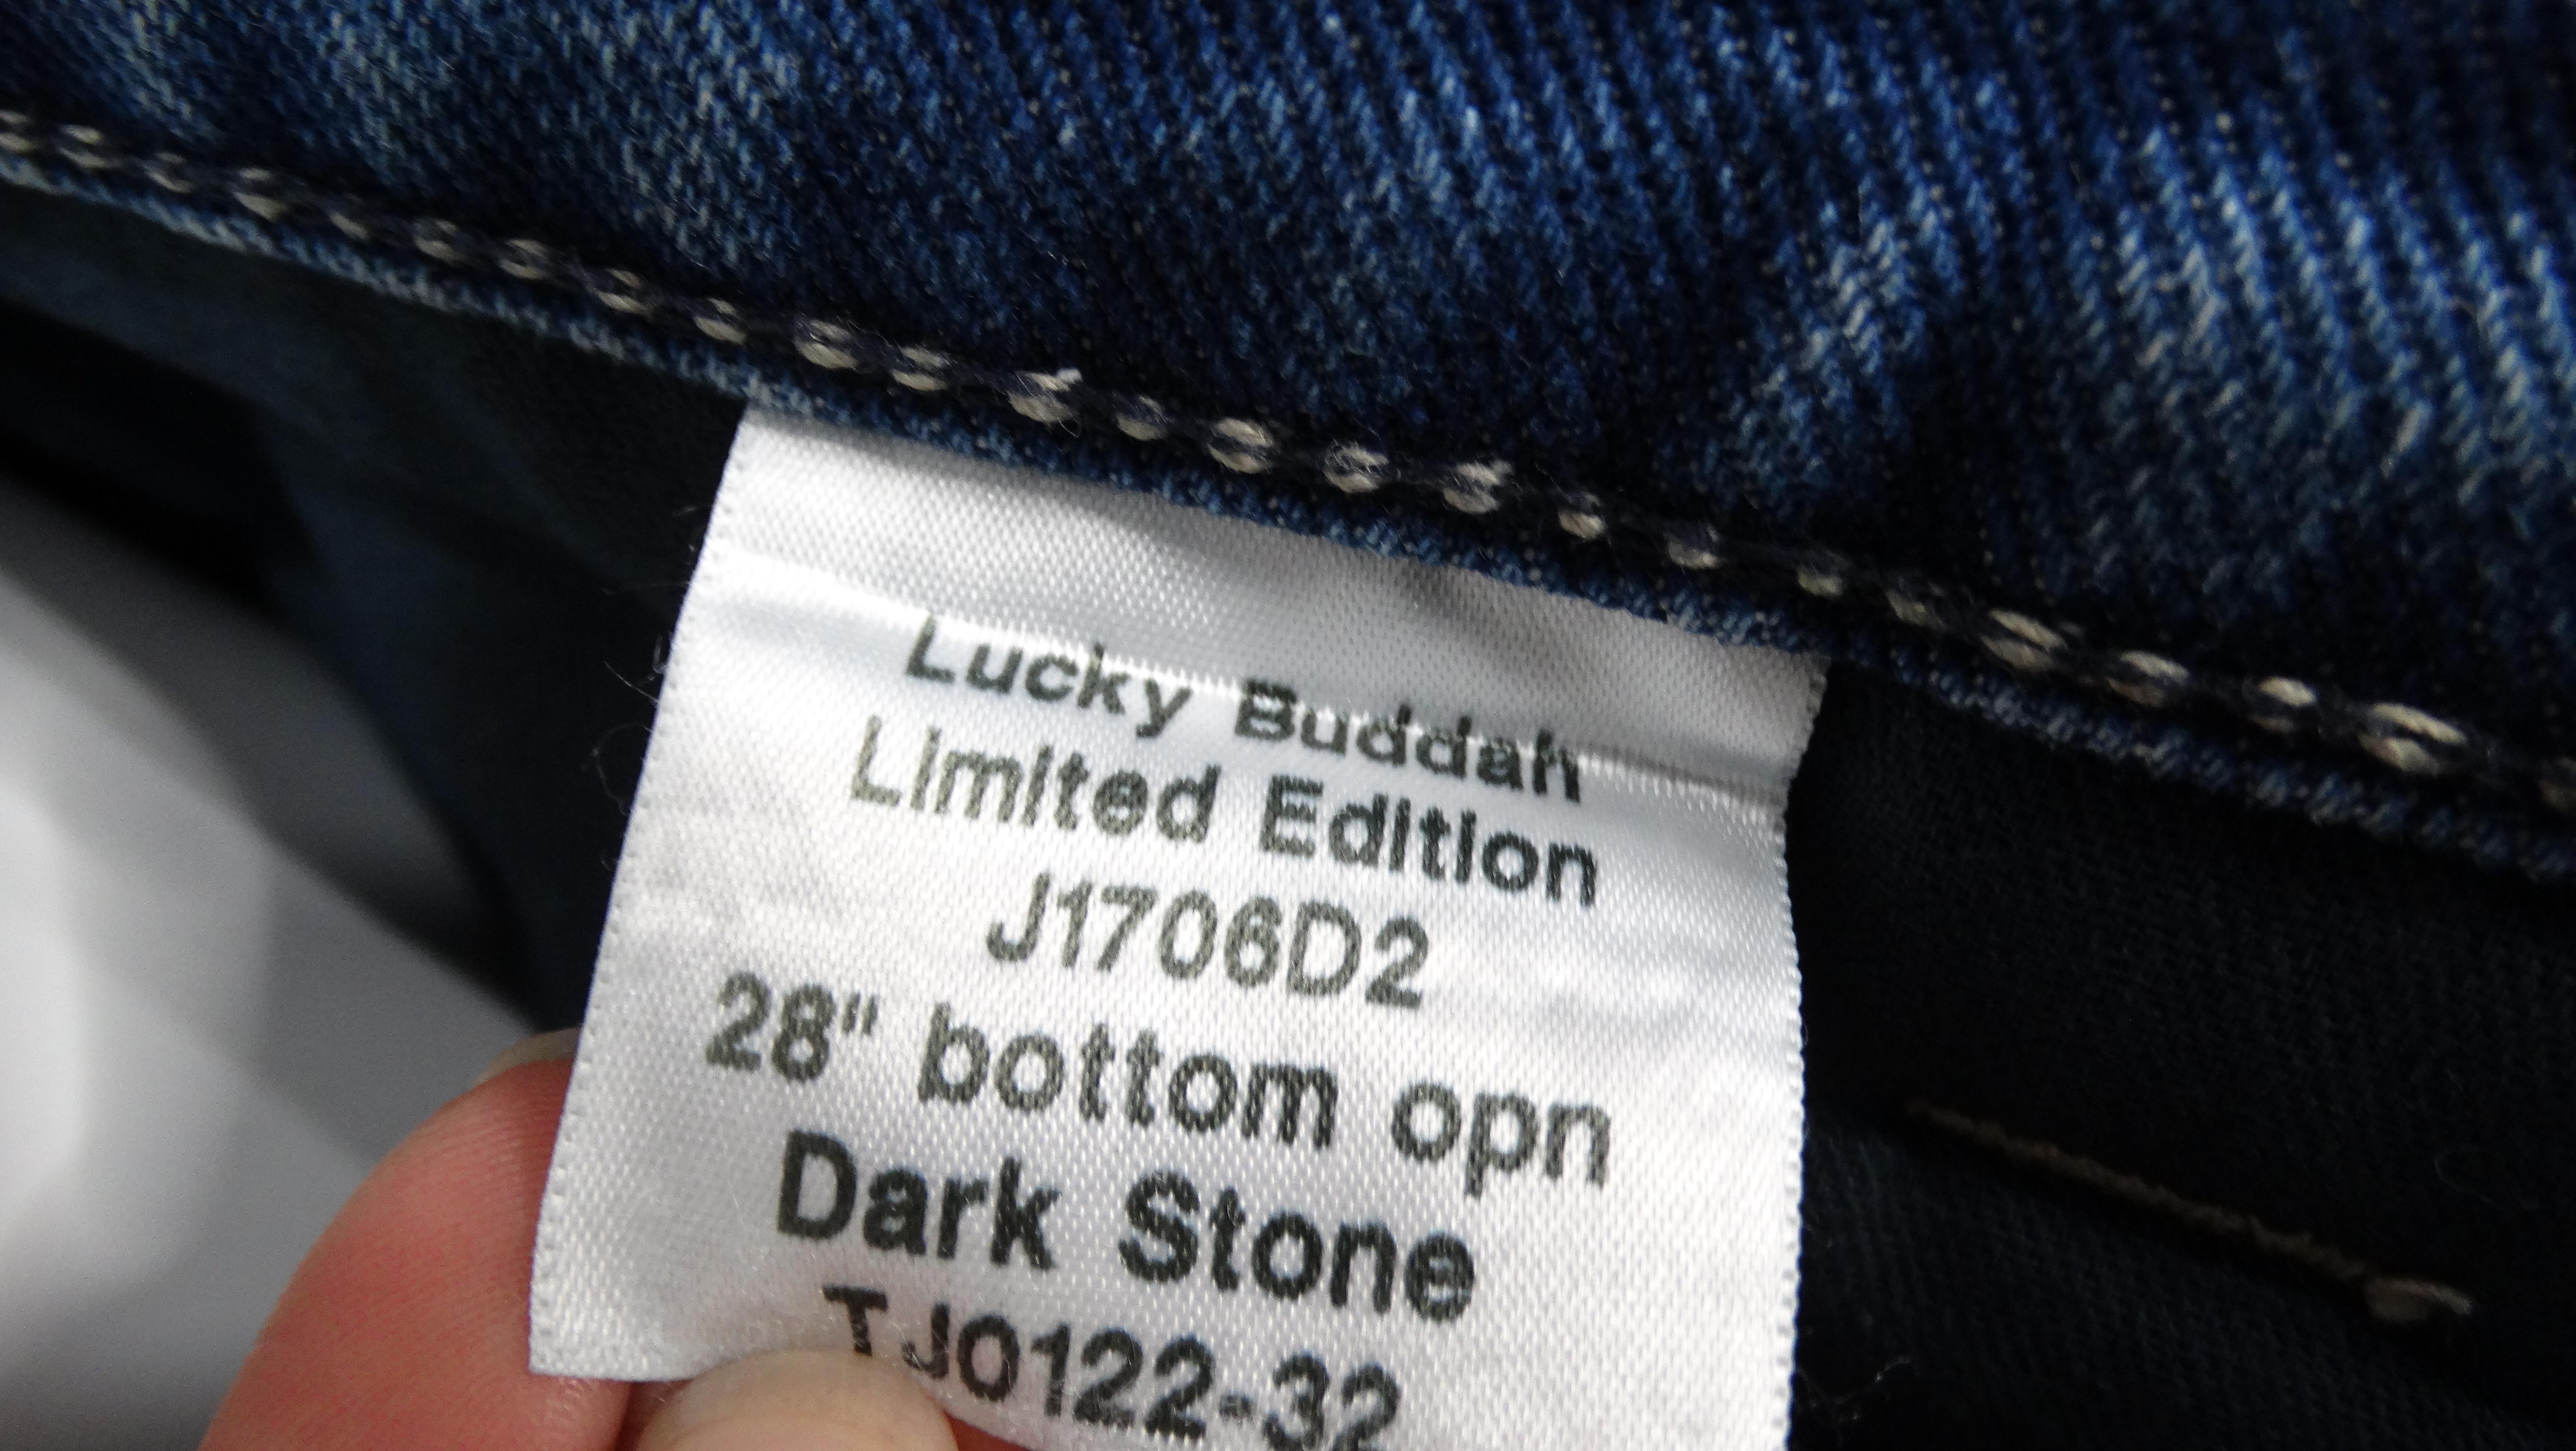 Lucky Buddah
Limited Edition
J1706D2
28" bottom opn
Dark Stone
TJ0122-32